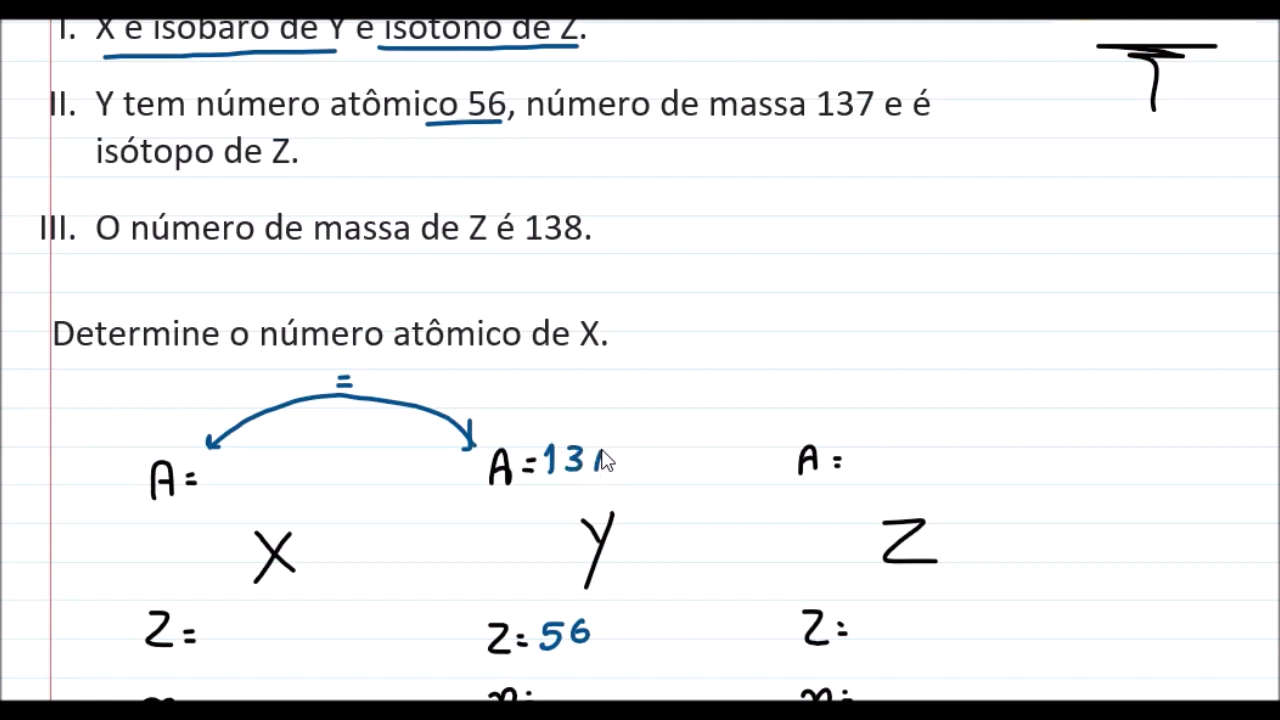 I. X é isóbaro de Y e isótono de Z.
II. Y tem número atômico 56, número de massa 137 e é
isótopo de Z.
III. O número de massa de Z é 138.
Determine o número atômico de X.
=
A= A=13 A=
X Y Z
Z= Z=56 Z=
n: n: